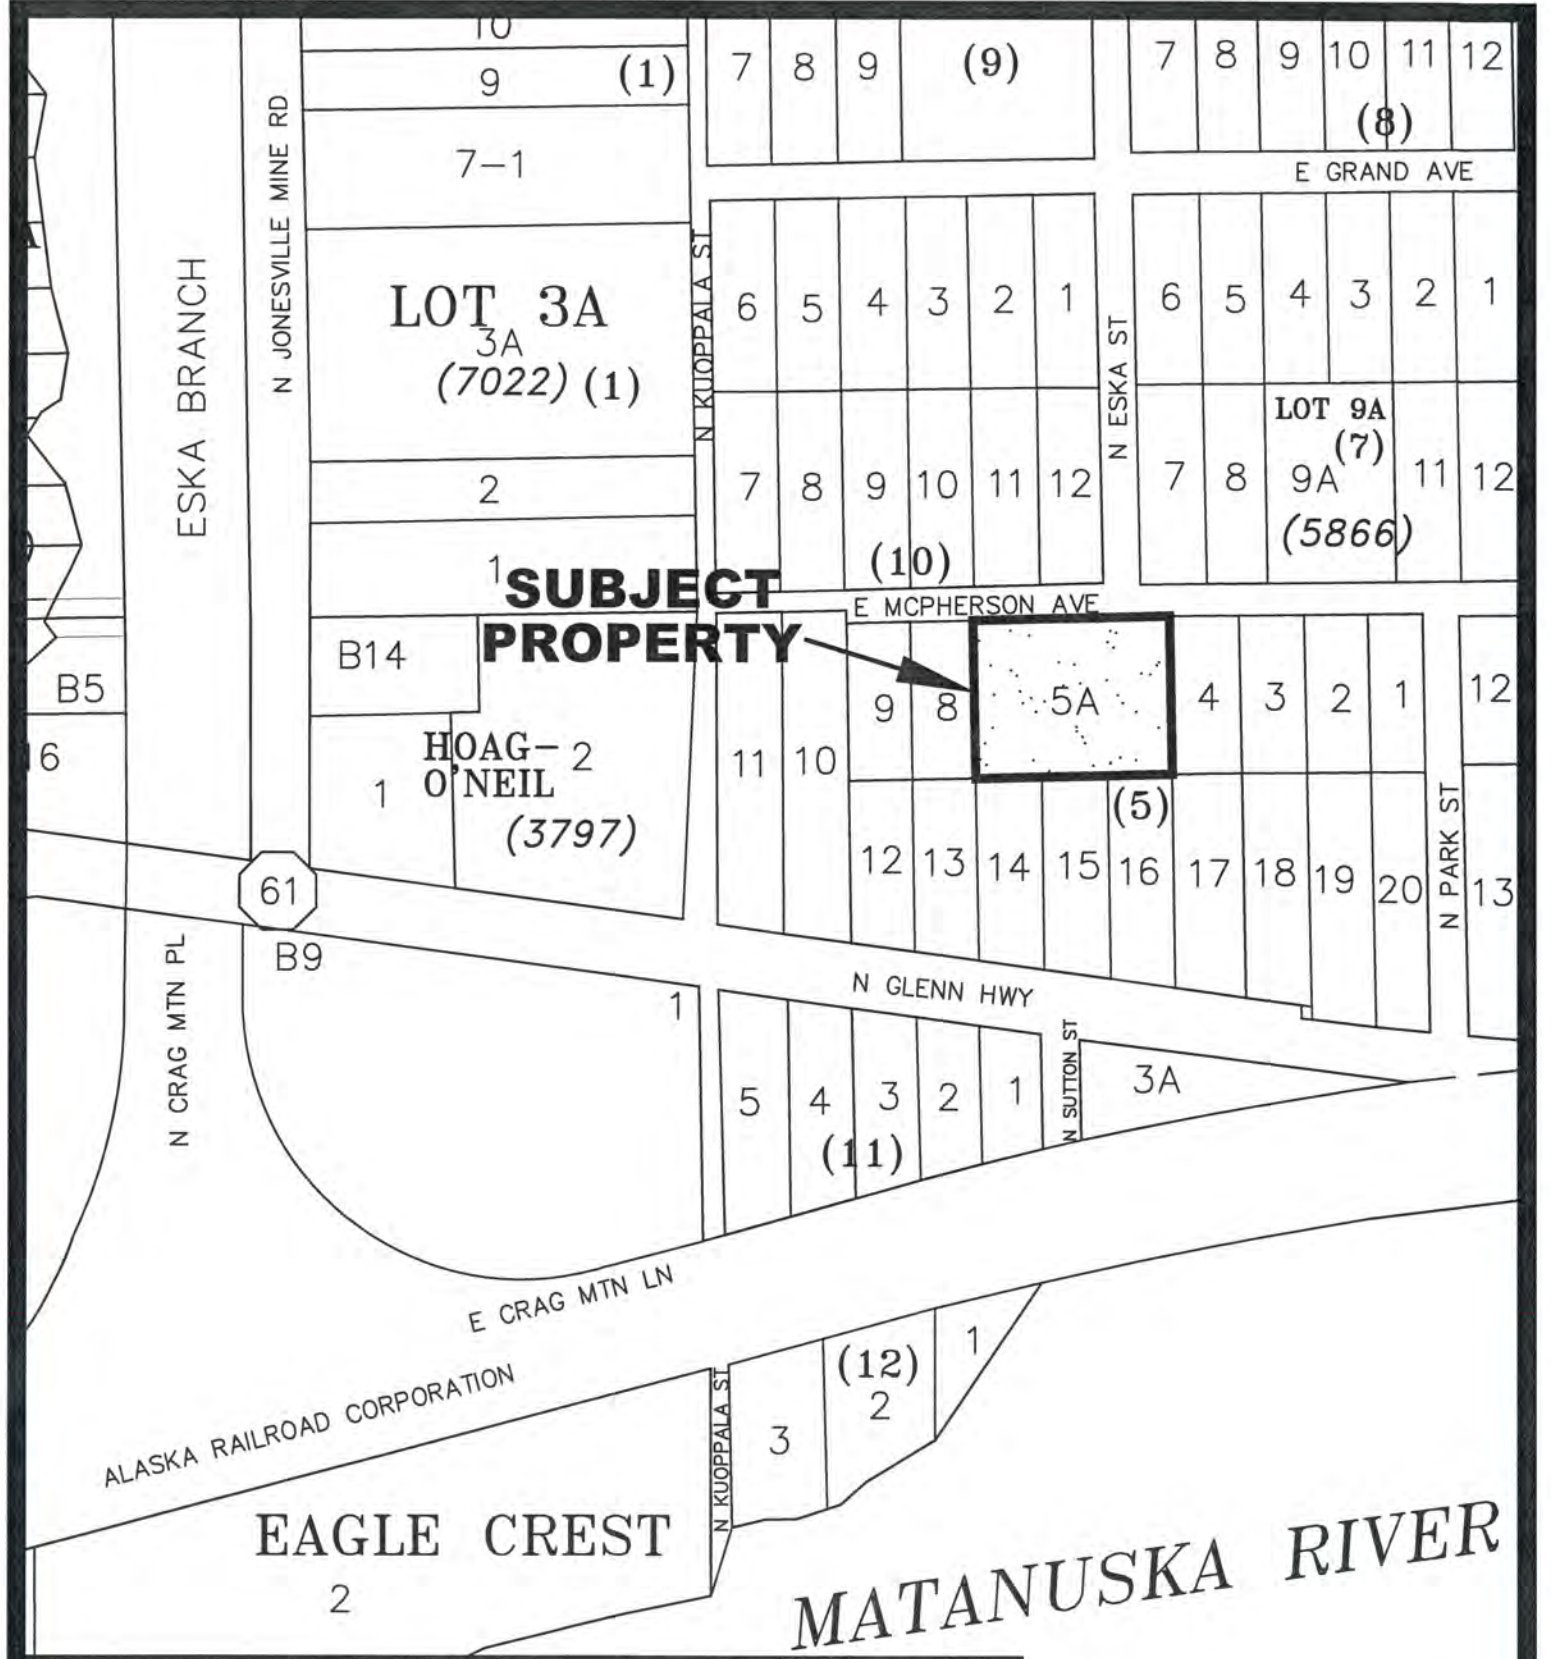 10
9
(1)
7
8
9
(9)
7
8
9
10
11
12
(8)
7-1
E GRAND AVE
N JONESVILLE MINE RD
ESKA BRANCH
LOT 3A
3A
(7022) (1)
N KUOPPALA ST
6
5
4
3
2
1
N ESKA ST
6
5
4
3
2
1
LOT 9A
(7)
2
7
8
9
10
11
12
7
8
9A
11
12
(5866)
(10)
1
SUBJECT
PROPERTY
E MCPHERSON AVE
B14
B5
16
HOAG-
O'NEIL
2
1
(3797)
11
10
9
8
5A
4
3
2
1
12
(5)
12
13
14
15
16
17
18
19
20
N PARK ST
13
61
B9
N CRAG MTN PL
1
N GLENN HWY
5
4
3
2
1
(11)
N SUTTON ST
3A
E CRAG MTN LN
ALASKA RAILROAD CORPORATION
N KUOPPALA ST
3
(12)
2
1
EAGLE CREST
2
MATANUSKA RIVER